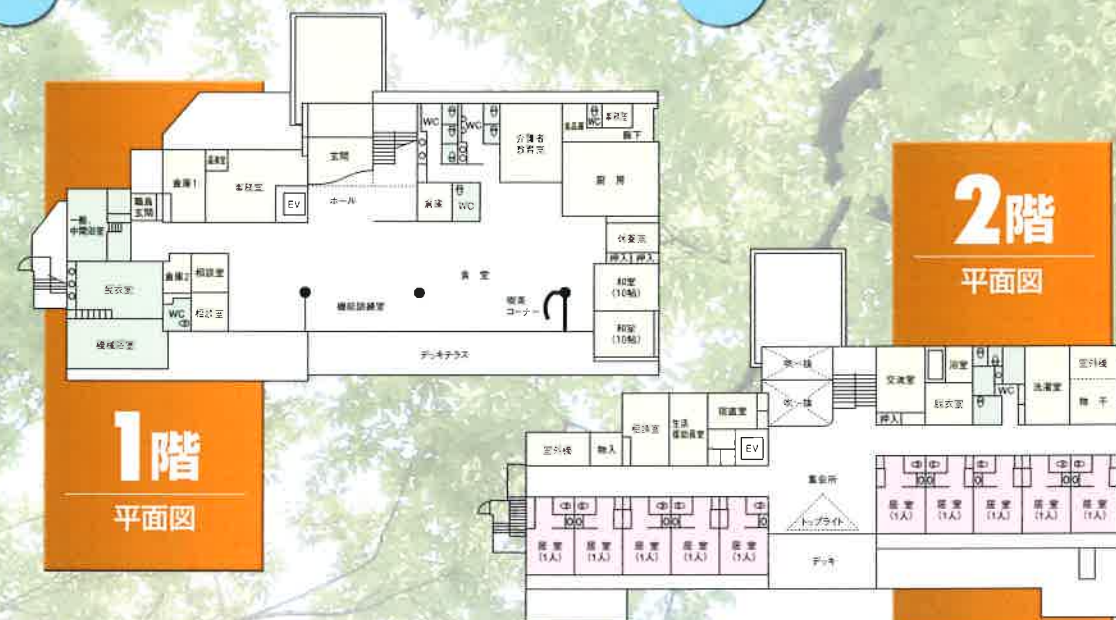 1階
平面図
玄関
WC
WC
介護者
教育室
食品庫
WC
事務室
廊下
厨房
倉庫1
事務室
EV
ホール
倉庫
WC
職員
玄関
一般、
中間浴室
脱衣室
倉庫2
相談室
WC
相談室
機械浴室
機能訓練室
食堂
喫茶
コーナー
休養室
押入
押入
和室
(10帖)
和室
(10帖)
デッキテラス
2階
平面図
吹抜
吹抜
交流室
押入
浴室
脱衣室
WC
洗濯室
室外機
物干
室外機
物入
相談室
生活
援助員室
宿直室
EV
集会所
トップライト
デッキ
居室
(1人)
居室
(1人)
居室
(1人)
居室
(1人)
居室
(1人)
居室
(1人)
居室
(1人)
居室
(1人)
居室
(1人)
居室
(1人)